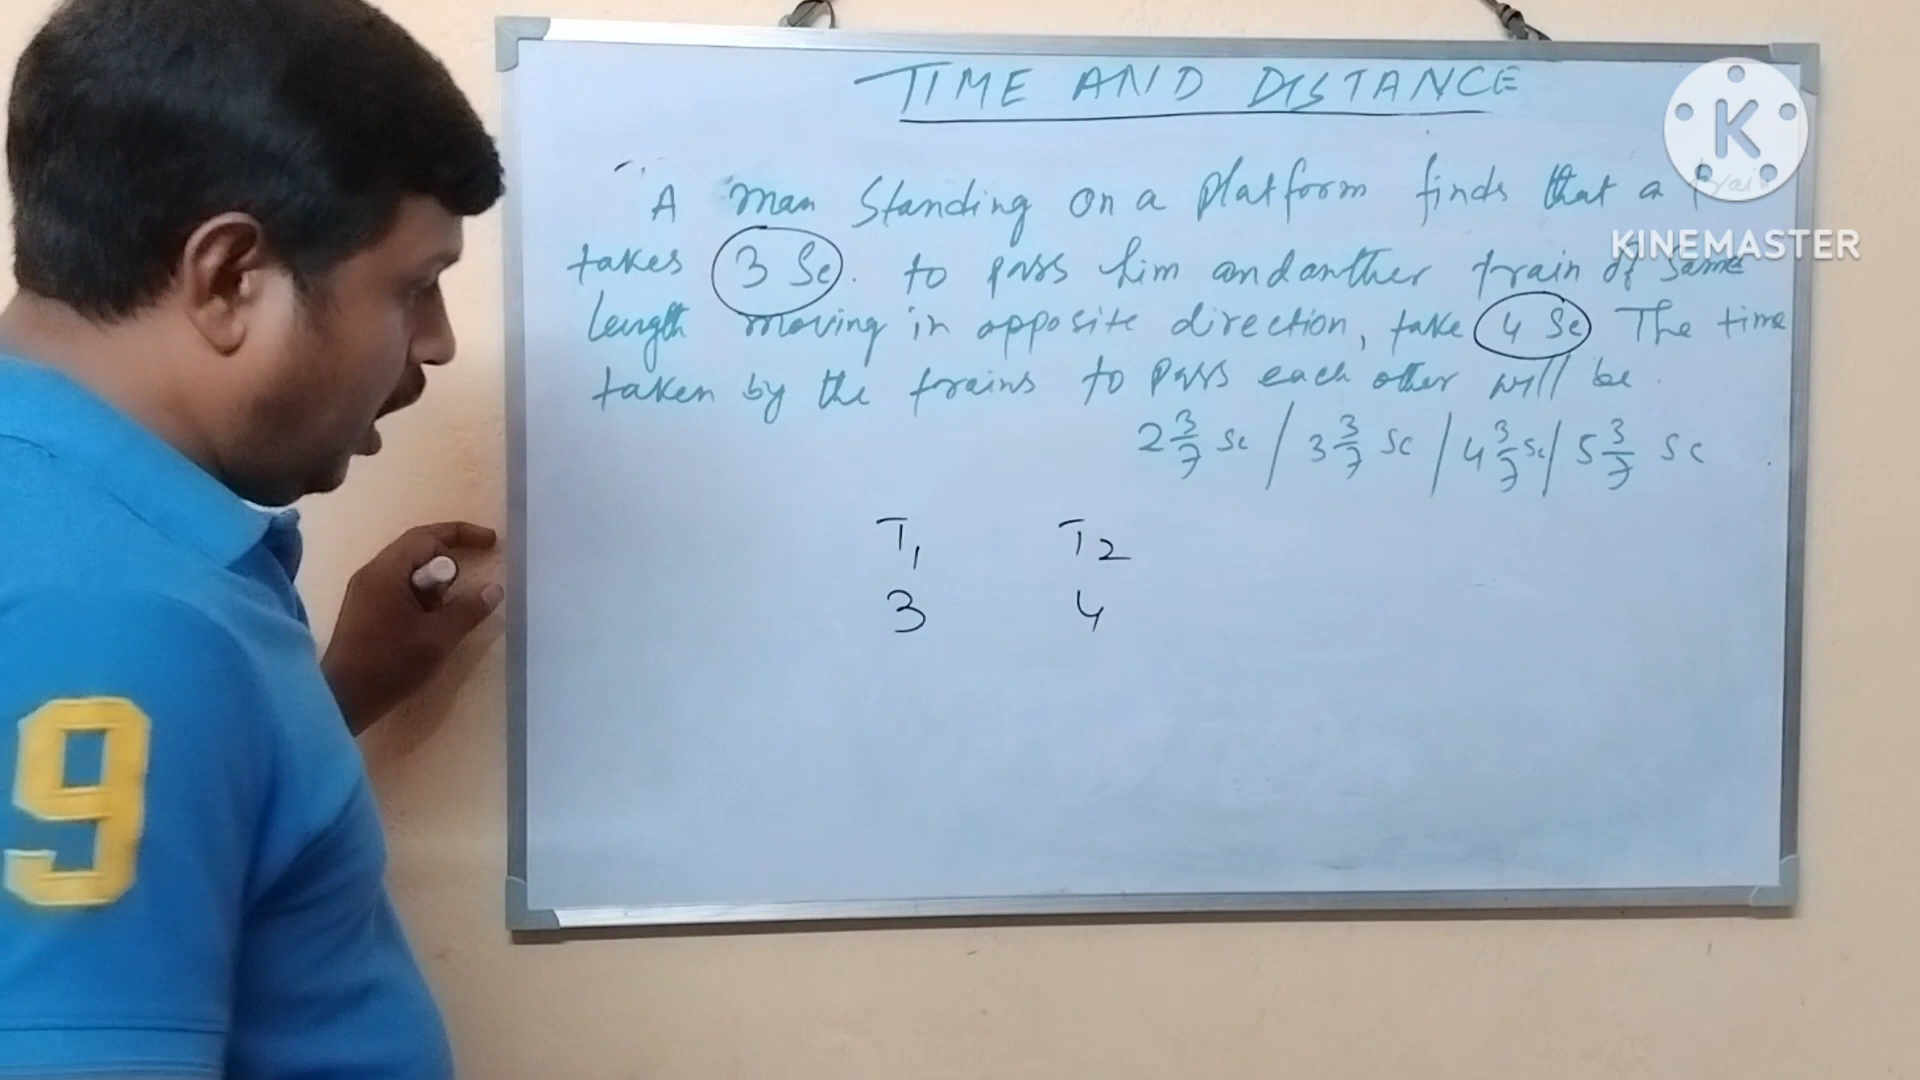 TIME AND DISTANCE
K
A man standing on a platform finds that a train
KINEMASTER
takes 3 Sc. to pass him and anther train of same
length moving in opposite direction, take 4 Sc The time
taken by the trains to pass each other will be.
2 3/7 Sc / 3 3/7 Sc / 4 3/7 Sc / 5 3/7 Sc
T1 T2
3 4
9